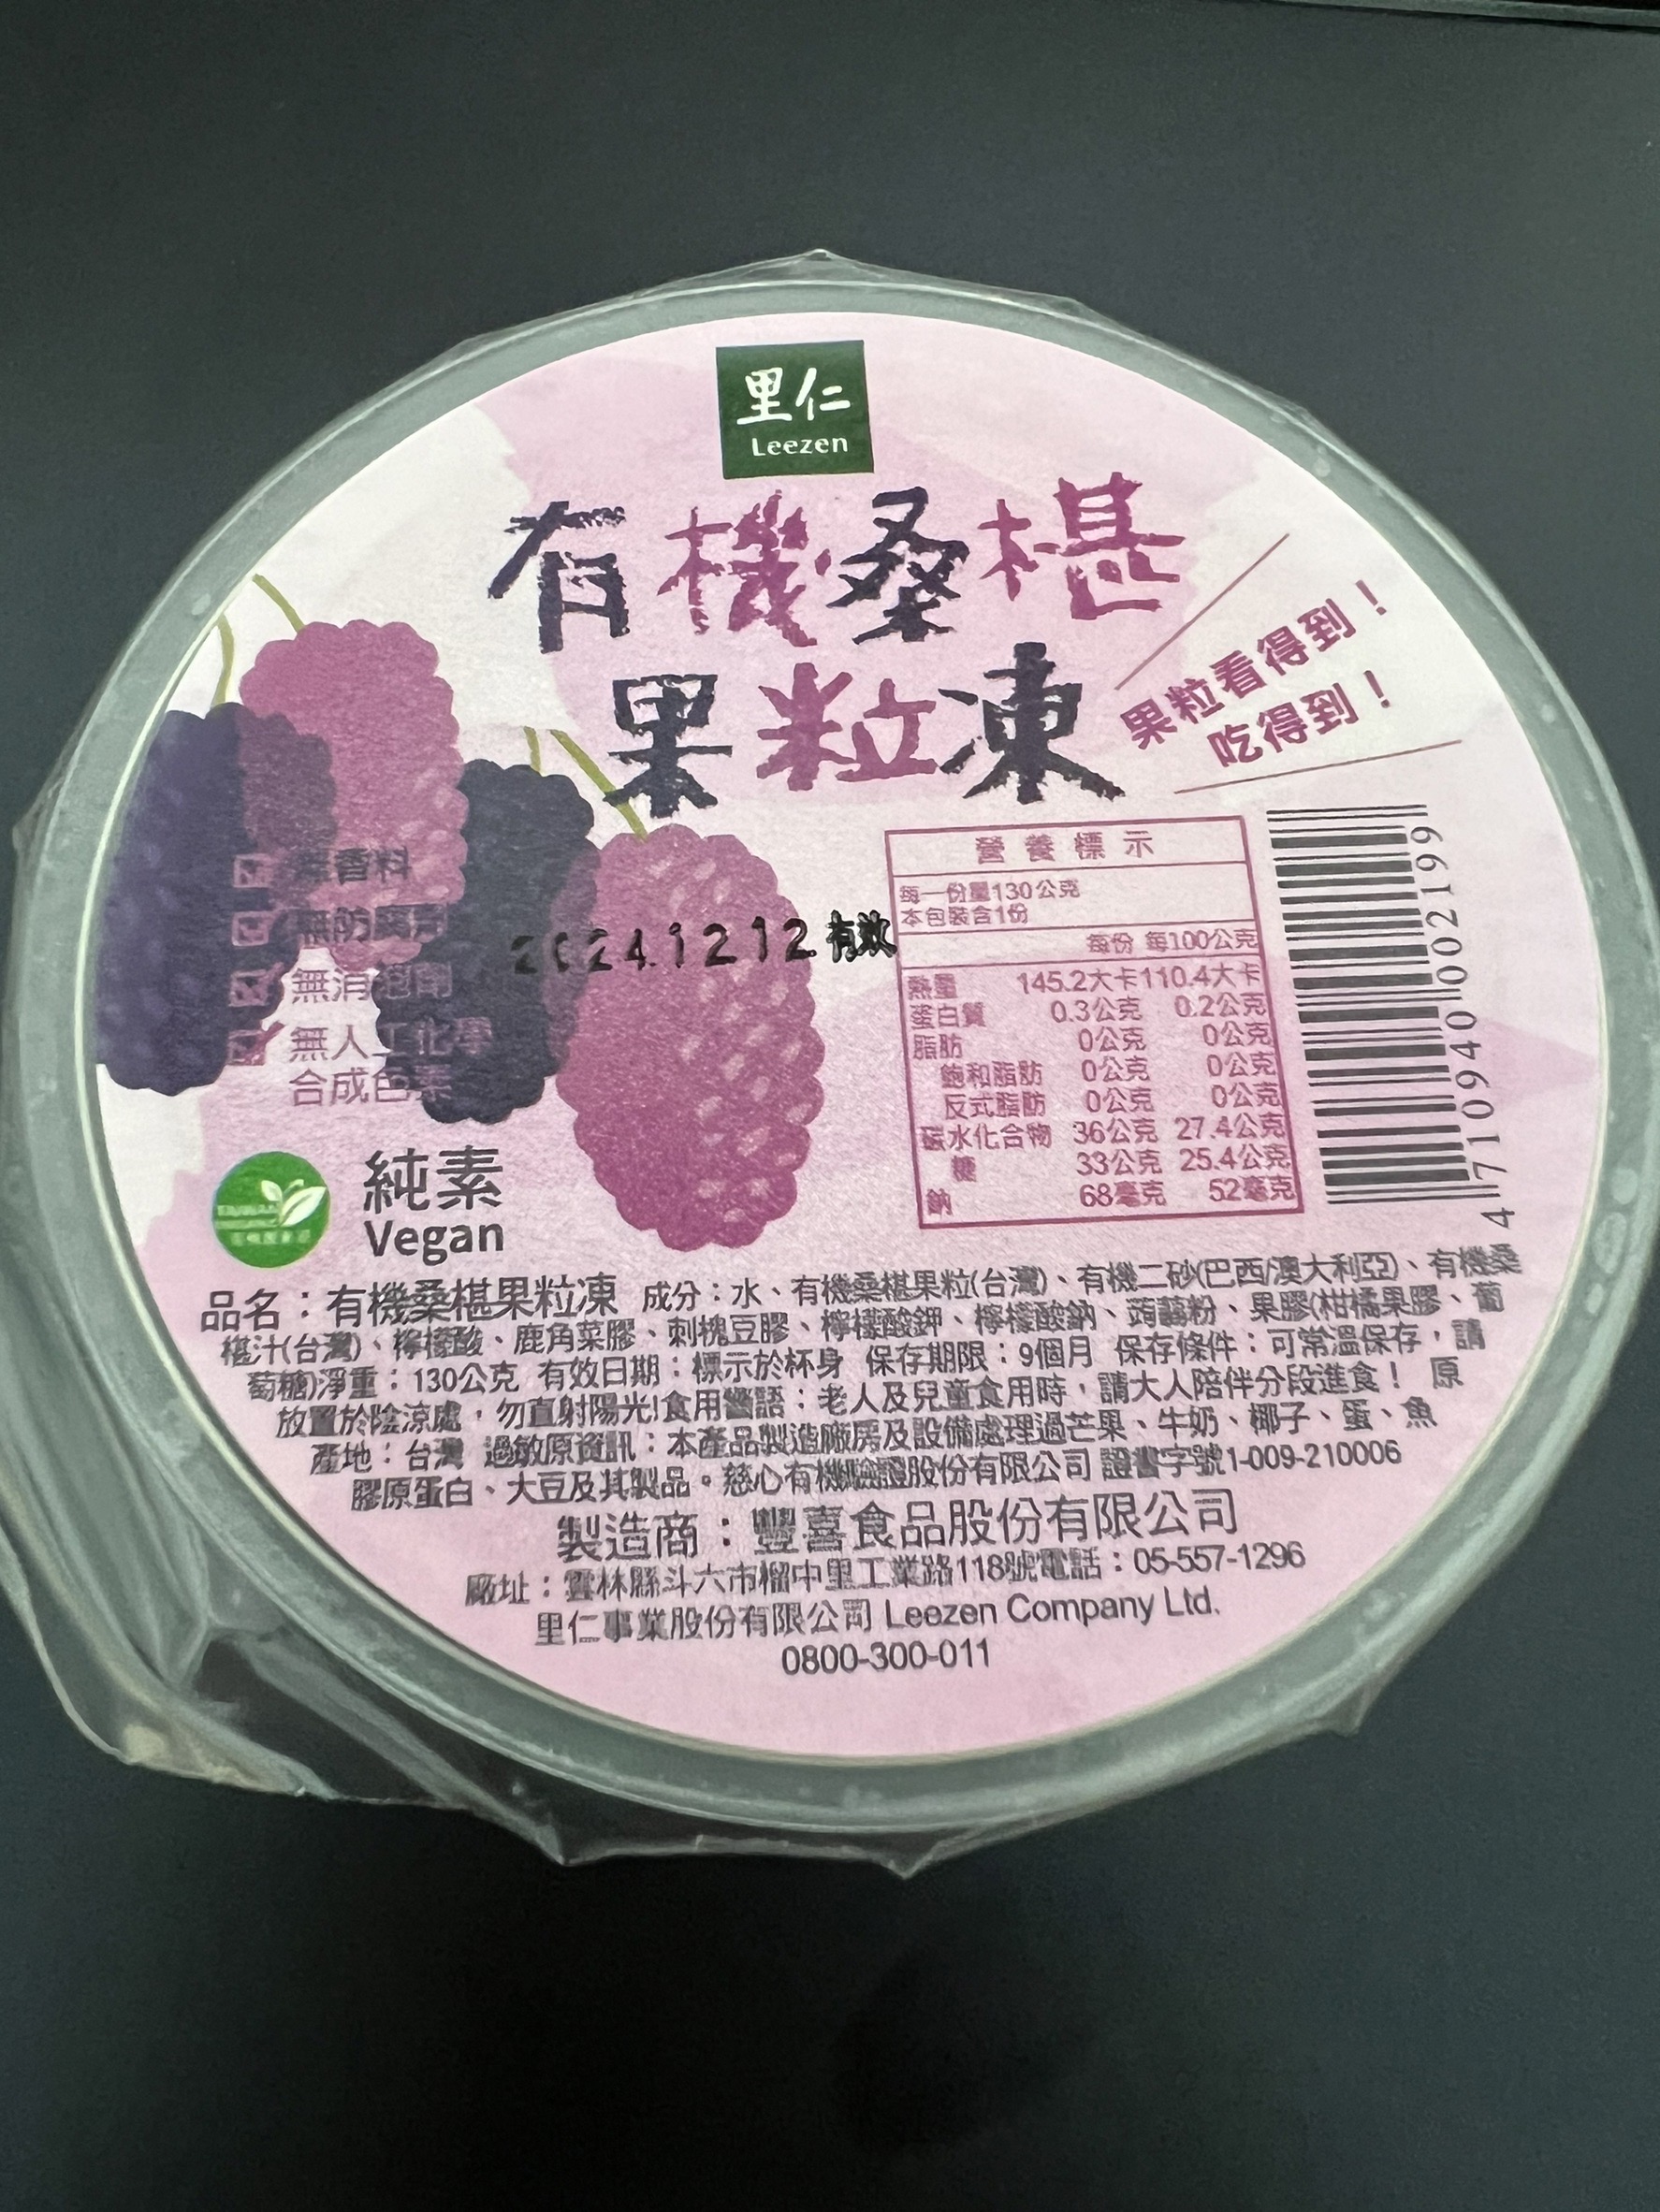 里仁
Leezen
有機桑椹
果粒凍
果粒看得到！
吃得到！
無香料
無防腐劑
無消泡劑
無人工化學
合成色素
2024.12.12有效
營養標示
每一份量130公克
本包裝含1份
每份 每100公克
熱量 145.2大卡 110.4大卡
蛋白質 0.3公克 0.2公克
脂肪 0公克 0公克
飽和脂肪 0公克 0公克
反式脂肪 0公克 0公克
碳水化合物 36公克 27.4公克
糖 33公克 25.4公克
鈉 68毫克 52毫克
4710940002199
純素
Vegan
TAIWAN
ORGANIC
品名：有機桑椹果粒凍 成分：水、有機桑椹果粒(台灣)、有機二砂(巴西/澳大利亞)、有機桑
椹汁(台灣)、檸檬酸、鹿角菜膠、刺槐豆膠、檸檬酸鉀、檸檬酸鈉、蒟蒻粉、果膠(柑橘果膠、葡
萄糖)淨重：130公克 有效日期：標示於杯身 保存期限：9個月 保存條件：可常溫保存，請
放置於陰涼處，勿直射陽光!食用警語：老人及兒童食用時，請大人陪伴分段進食！ 原
產地：台灣 過敏原資訊：本產品製造廠房及設備處理過芒果、牛奶、椰子、蛋、魚
膠原蛋白、大豆及其製品。慈心有機驗證股份有限公司 證書字號1-009-210006
製造商：豐喜食品股份有限公司
廠址：雲林縣斗六市榴中里工業路118號電話：05-557-1296
里仁事業股份有限公司 Leezen Company Ltd.
0800-300-011